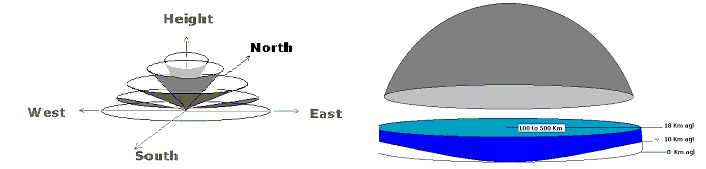 Height
North
West
East
South
100 to 500 Km
18 Km agl
~ 10 Km agl
0 Km agl